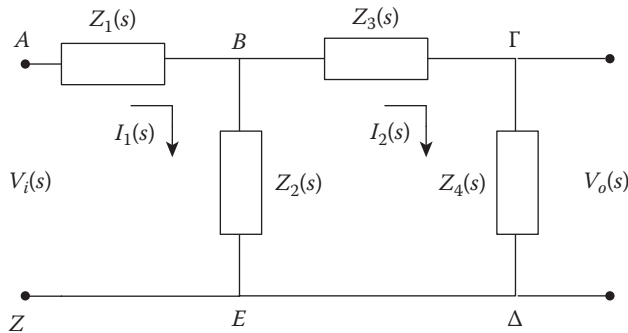 Z₁(s) Z₃(s)
A B Γ
I₁(s) I₂(s)
Vᵢ(s) Z₂(s) Z₄(s) Vₒ(s)
Z E Δ